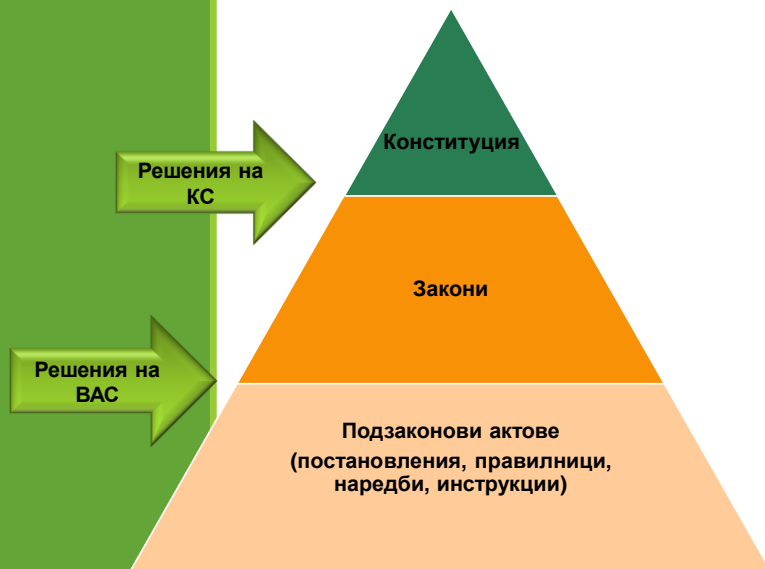 Конституция
Решения на
КС
Закони
Решения на
ВАС
Подзаконови актове
(постановления, правилници,
наредби, инструкции)